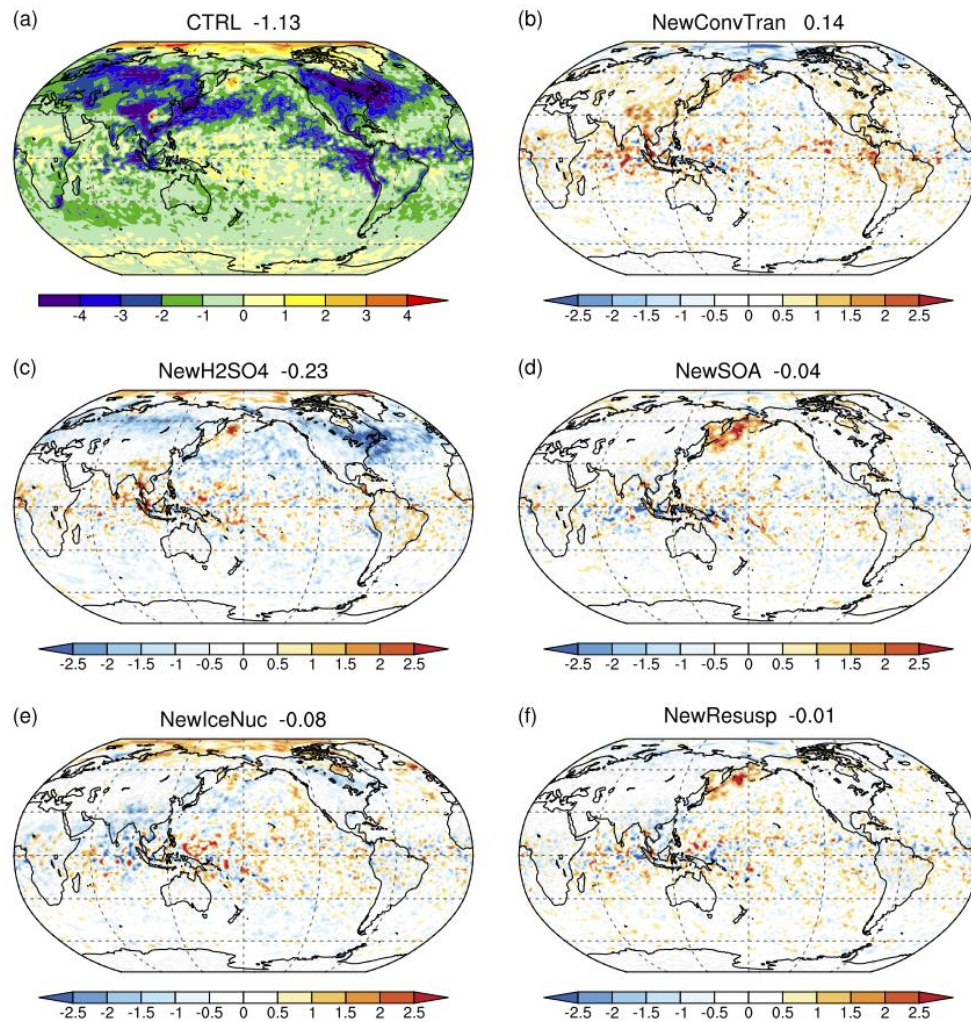 (a) CTRL -1.13
(b) NewConvTran 0.14
-4 -3 -2 -1 0 1 2 3 4
-2.5 -2 -1.5 -1 -0.5 0 0.5 1 1.5 2 2.5
(c) NewH2SO4 -0.23
(d) NewSOA -0.04
-2.5 -2 -1.5 -1 -0.5 0 0.5 1 1.5 2 2.5
-2.5 -2 -1.5 -1 -0.5 0 0.5 1 1.5 2 2.5
(e) NewIceNuc -0.08
(f) NewResusp -0.01
-2.5 -2 -1.5 -1 -0.5 0 0.5 1 1.5 2 2.5
-2.5 -2 -1.5 -1 -0.5 0 0.5 1 1.5 2 2.5